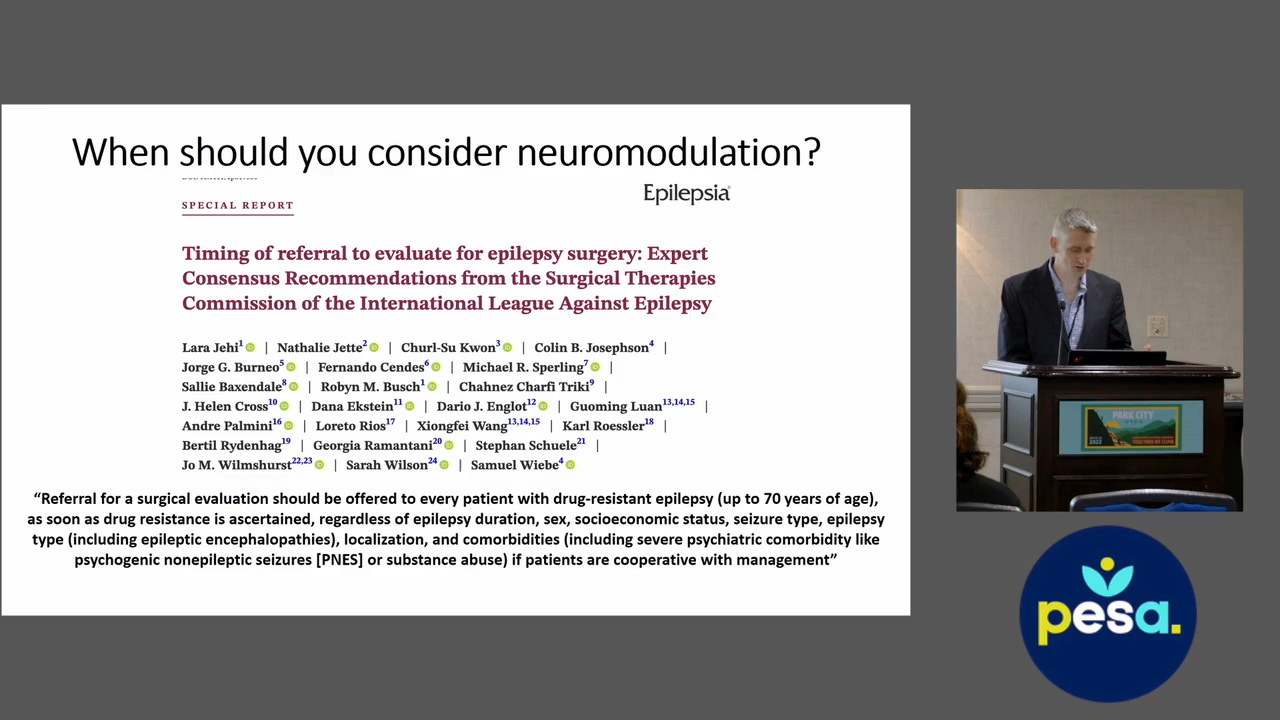 When should you consider neuromodulation?
Epilepsia
SPECIAL REPORT
Timing of referral to evaluate for epilepsy surgery: Expert
Consensus Recommendations from the Surgical Therapies
Commission of the International League Against Epilepsy
Lara Jehi1 | Nathalie Jette2 | Churl-Su Kwon3 | Colin B. Josephson4 |
Jorge G. Burneo5 | Fernando Cendes6 | Michael R. Sperling7 |
Sallie Baxendale8 | Robyn M. Busch1 | Chahnez Charfi Triki9 |
J. Helen Cross10 | Dana Ekstein11 | Dario J. Englot12 | Guoming Luan13,14,15 |
Andre Palmini16 | Loreto Rios17 | Xiongfei Wang13,14,15 | Karl Roessler18 |
Bertil Rydenhag19 | Georgia Ramantani20 | Stephan Schuele21 |
Jo M. Wilmshurst22,23 | Sarah Wilson24 | Samuel Wiebe4
“Referral for a surgical evaluation should be offered to every patient with drug-resistant epilepsy (up to 70 years of age),
as soon as drug resistance is ascertained, regardless of epilepsy duration, sex, socioeconomic status, seizure type, epilepsy
type (including epileptic encephalopathies), localization, and comorbidities (including severe psychiatric comorbidity like
psychogenic nonepileptic seizures [PNES] or substance abuse) if patients are cooperative with management”
PARK CITY
2022
TOGETHER WE CLIMB
pesa.